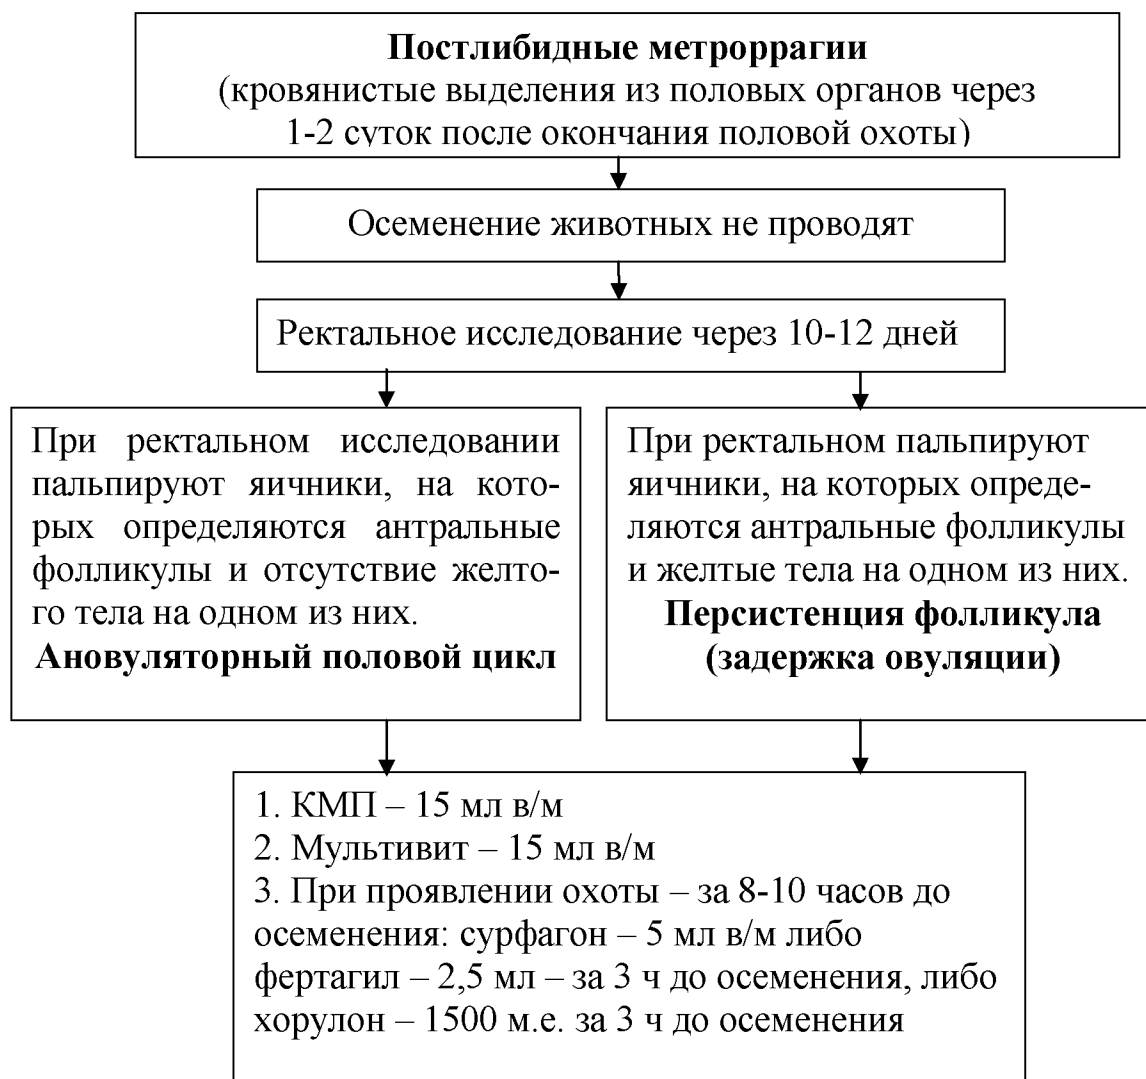 Постлибидные метроррагии
(кровянистые выделения из половых органов через
1-2 суток после окончания половой охоты)
Осеменение животных не проводят
Ректальное исследование через 10-12 дней
При ректальном исследовании
пальпируют яичники, на кото-
рых определяются антральные
фолликулы и отсутствие желто-
го тела на одном из них.
Ановуляторный половой цикл
При ректальном пальпируют
яичники, на которых опреде-
ляются антральные фолликулы
и желтые тела на одном из них.
Персистенция фолликула
(задержка овуляции)
1. КМП – 15 мл в/м
2. Мультивит – 15 мл в/м
3. При проявлении охоты – за 8-10 часов до
осеменения: сурфагон – 5 мл в/м либо
фертагил – 2,5 мл – за 3 ч до осеменения, либо
хорулон – 1500 м.е. за 3 ч до осеменения